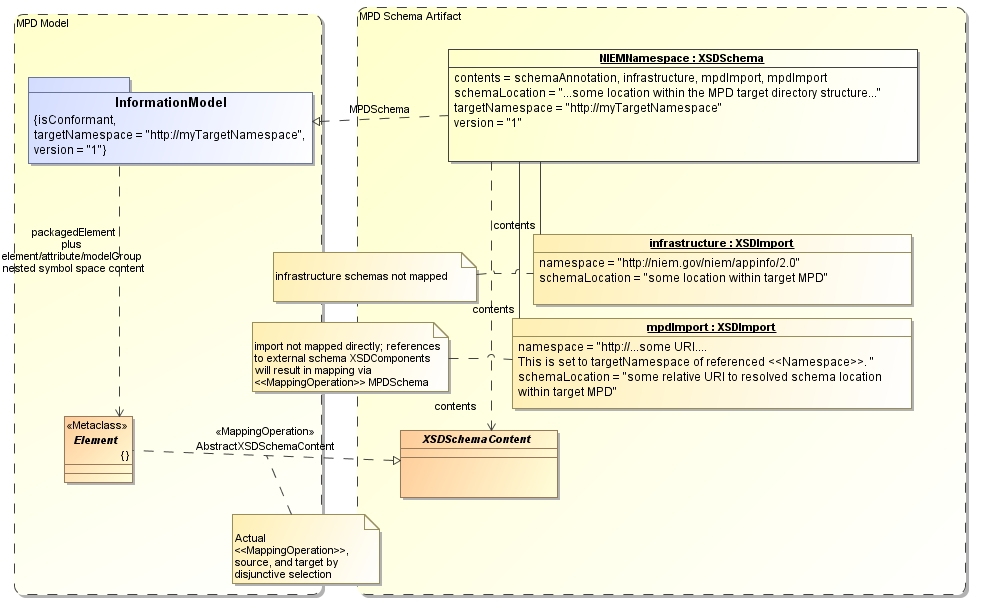 MPD Model
MPD Schema Artifact
NIEMNamespace : XSDSchema
contents = schemaAnnotation, infrastructure, mpdImport, mpdImport
schemaLocation = "...some location within the MPD target directory structure..."
targetNamespace = "http://myTargetNamespace"
version = "1"
InformationModel
{isConformant,
targetNamespace = "http://myTargetNamespace",
version = "1"}
MPDSchema
packagedElement
plus
element/attribute/modelGroup
nested symbol space content
contents
infrastructure : XSDImport
namespace = "http://niem.gov/niem/appinfo/2.0"
schemaLocation = "some location within target MPD"
infrastructure schemas not mapped
contents
mpdImport : XSDImport
namespace = "http://...some URI....
This is set to targetNamespace of referenced <<Namespace>>. "
schemaLocation = "some relative URI to resolved schema location
within target MPD"
import not mapped directly; references
to external schema XSDComponents
will result in mapping via
<<MappingOperation>> MPDSchema
contents
«Metaclass»
Element
{}
«MappingOperation»
AbstractXSDSchemaContent
XSDSchemaContent
Actual
<<MappingOperation>>,
source, and target by
disjunctive selection